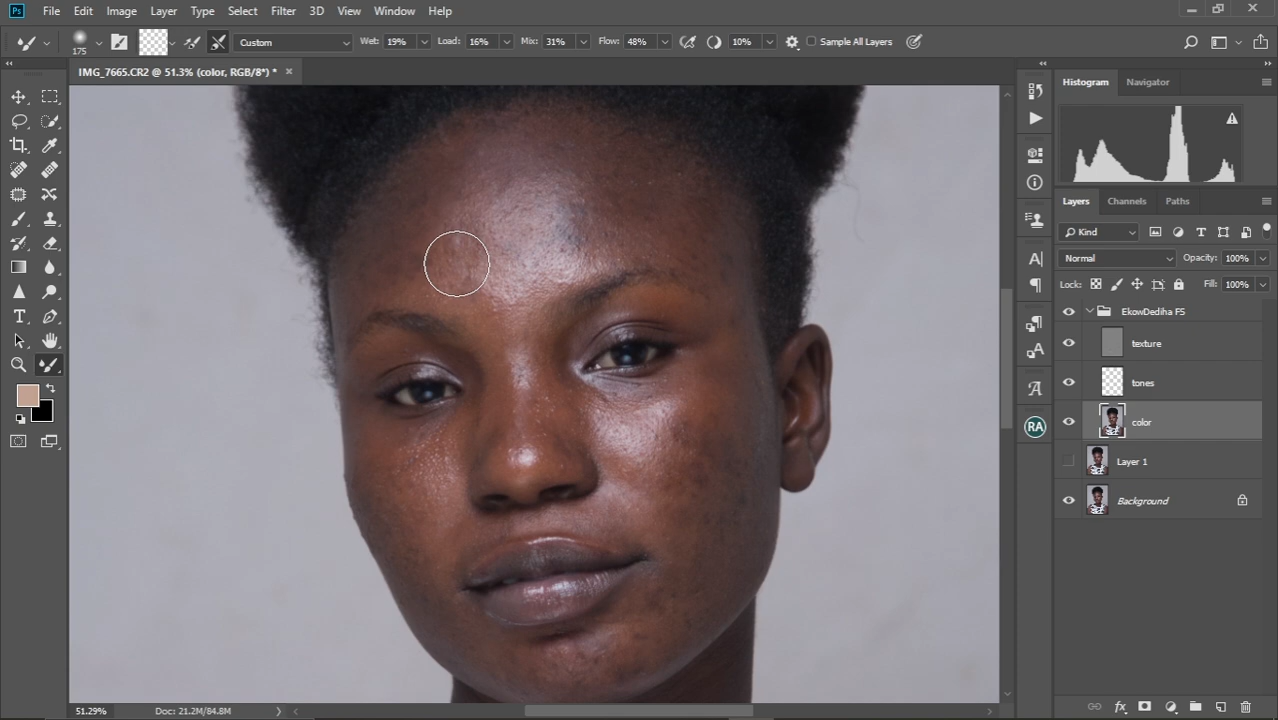 Ps File Edit Image Layer Type Select Filter 3D View Window Help
175 Custom Wet: 19% Load: 16% Mix: 31% Flow: 48% 10% Sample All Layers
IMG_7665.CR2 @ 51.3% (color, RGB/8*) *
Histogram Navigator
Layers Channels Paths
Kind
Normal Opacity: 100%
Lock: Fill: 100%
EkowDediha FS
texture
tones
color
Layer 1
Background
RA
51.29% Doc: 21.2M/84.8M